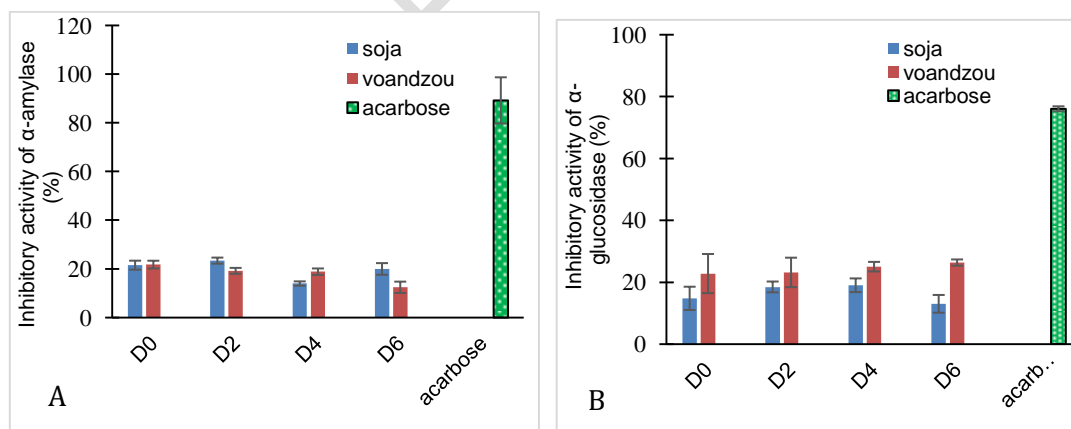 Inhibitory activity of α-amylase
(%)
120
100
80
60
40
20
0
soja
voandzou
acarbose
D0
D2
D4
D6
acarbose
A
Inhibitory activity of α-
glucosidase (%)
100
80
60
40
20
0
soja
voandzou
acarbose
D0
D2
D4
D6
acarb..
B